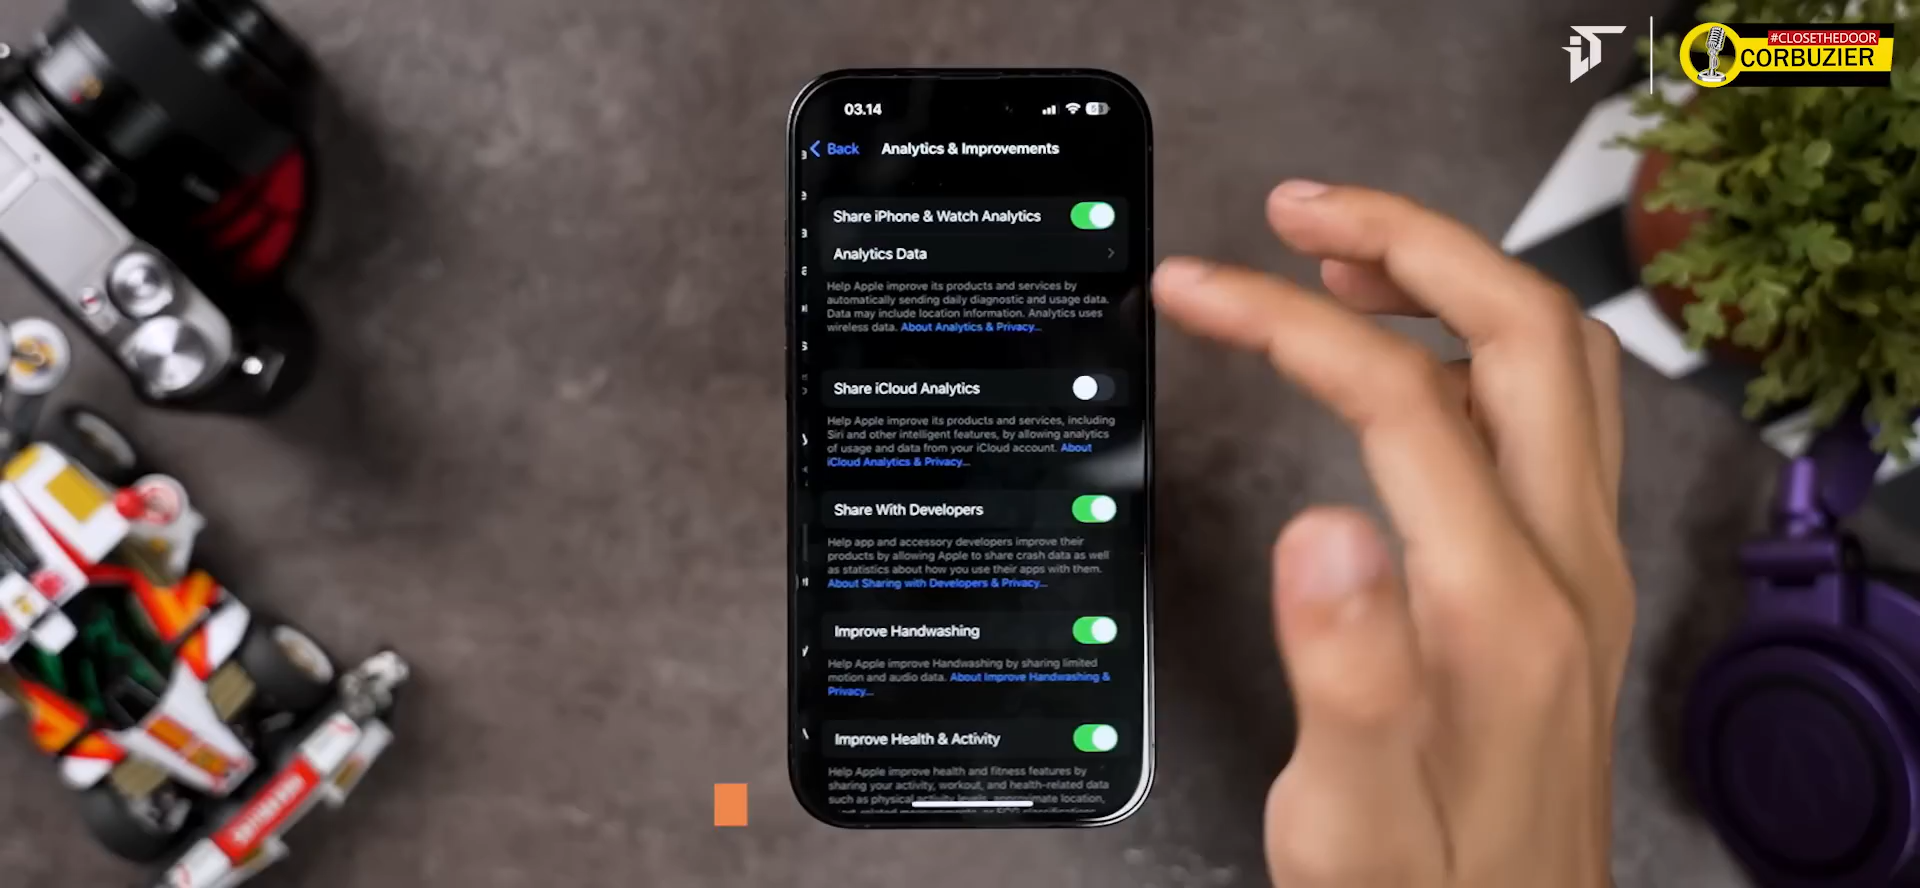 #CLOSETHEDOOR
CORBUZIER
03.14
Back
Analytics & Improvements
Share iPhone & Watch Analytics
Analytics Data
Help Apple improve its products and services by
automatically sending daily diagnostic and usage data.
Data may include location information. Analytics uses
wireless data. About Analytics & Privacy...
Share iCloud Analytics
Help Apple improve its products and services, including
Siri and other intelligent features, by allowing analytics
of usage and data from your iCloud account. About
iCloud Analytics & Privacy...
Share With Developers
Help app and accessory developers improve their
products by allowing Apple to share crash data as well
as statistics about how you use their apps with them.
About Sharing with Developers & Privacy...
Improve Handwashing
Help Apple improve Handwashing by sharing limited
motion and audio data. About Improve Handwashing &
Privacy...
Improve Health & Activity
Help Apple improve health and fitness features by
sharing your activity, workout, and health-related data
such as physical activity levels, approximate location,